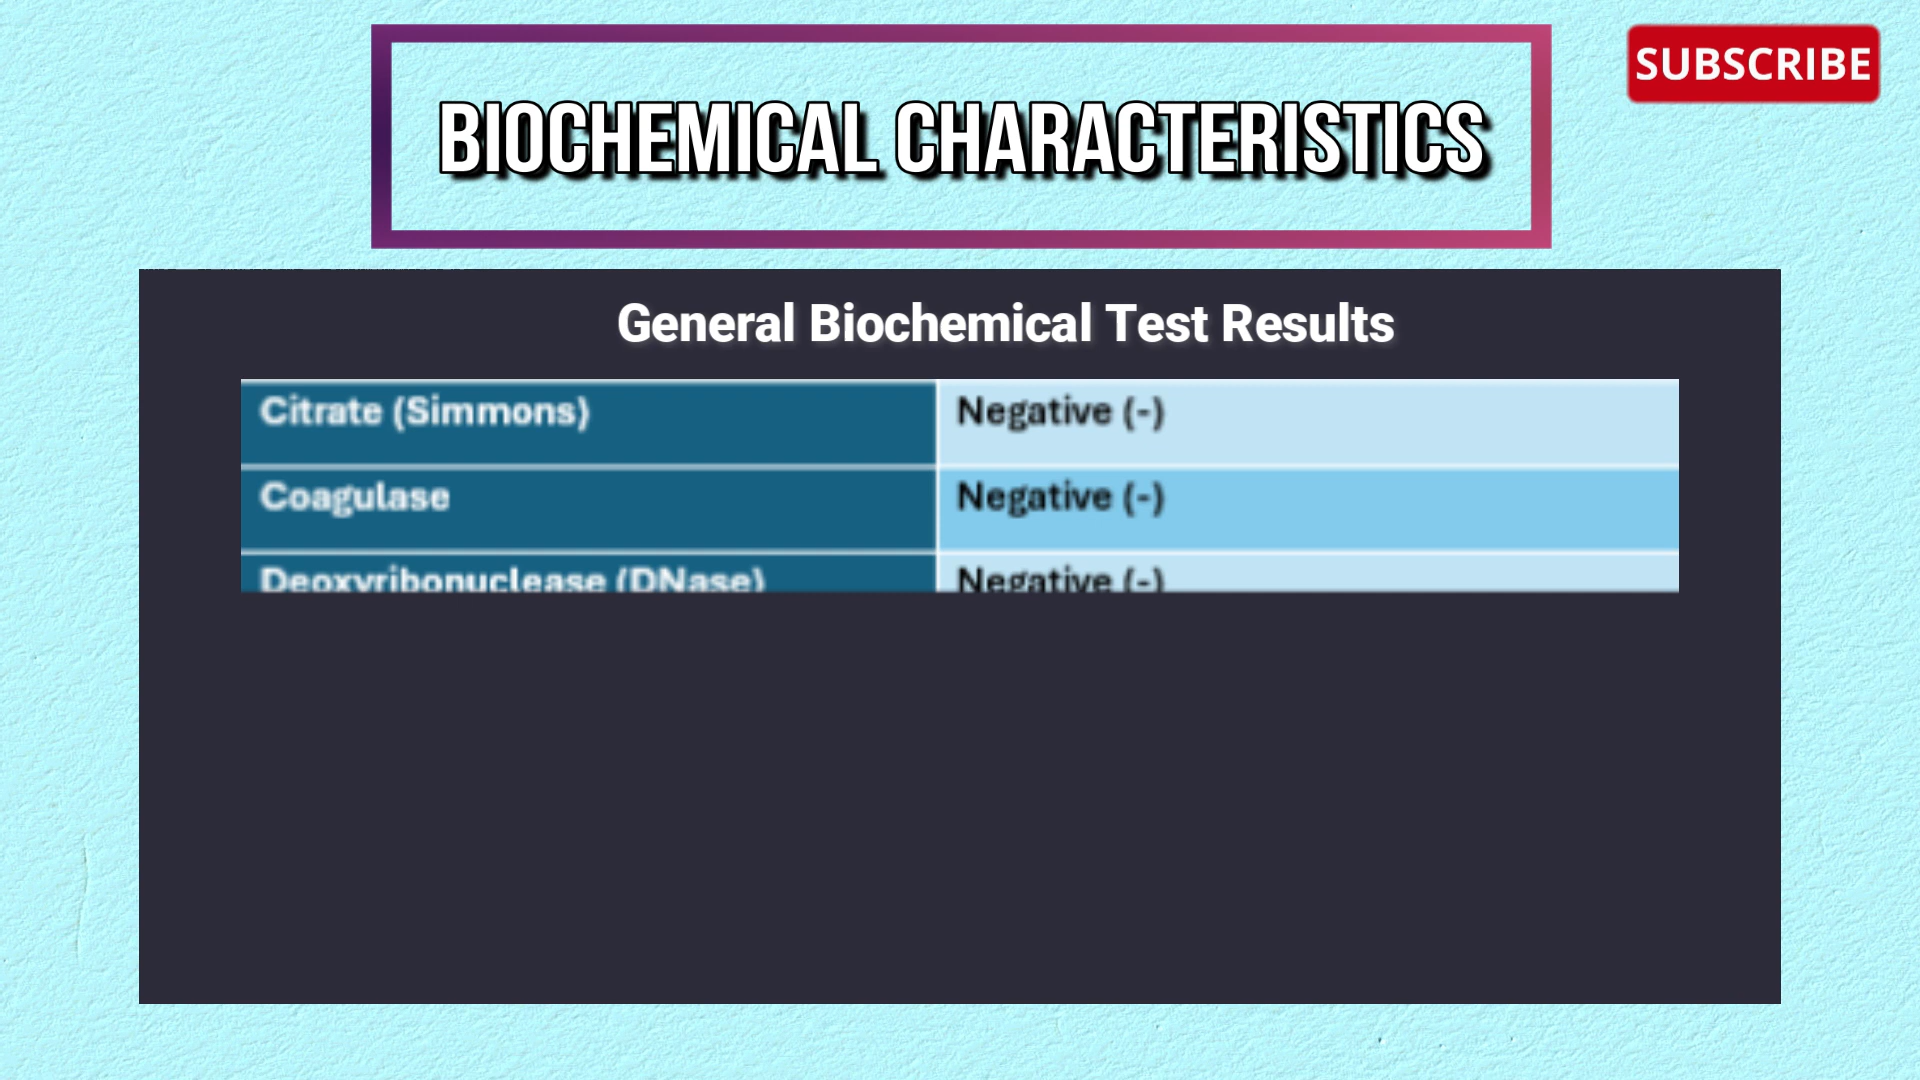 SUBSCRIBE
BIOCHEMICAL CHARACTERISTICS
General Biochemical Test Results
Citrate (Simmons) Negative (-)
Coagulase Negative (-)
Deoxyribonuclease (DNase) Negative (-)